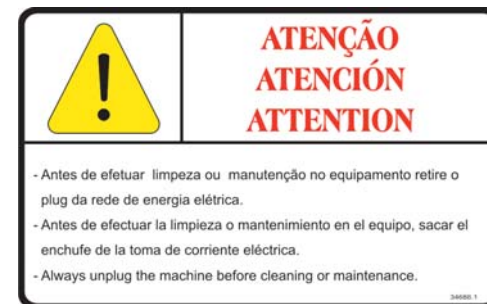 ATENÇÃO
ATENCIÓN
ATTENTION
- Antes de efetuar limpeza ou manutenção no equipamento retire o
plug da rede de energia elétrica.
- Antes de efectuar la limpieza o mantenimiento en el equipo, sacar el
enchufe de la toma de corriente eléctrica.
- Always unplug the machine before cleaning or maintenance.
34686.1